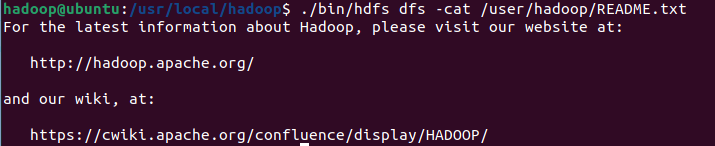 hadoop@ubuntu:/usr/local/hadoop$ ./bin/hdfs dfs -cat /user/hadoop/README.txt
For the latest information about Hadoop, please visit our website at:
http://hadoop.apache.org/
and our wiki, at:
https://cwiki.apache.org/confluence/display/HADOOP/